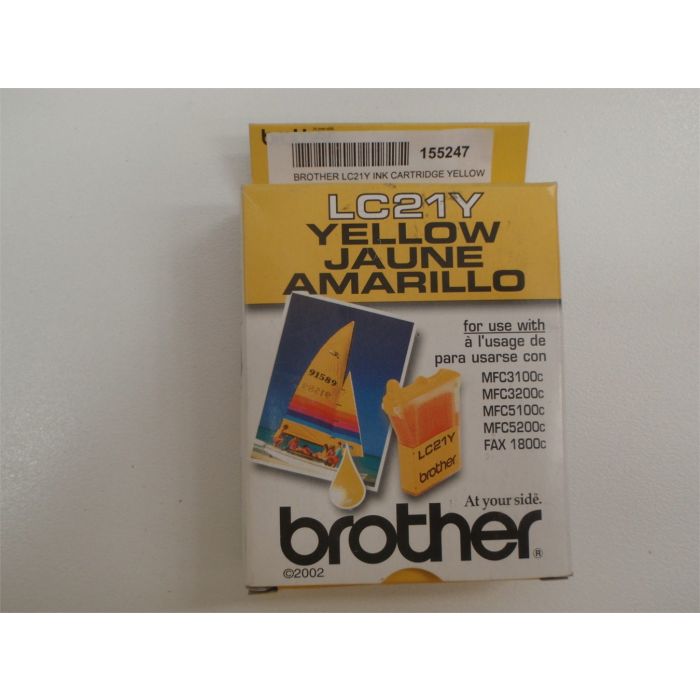 155247
BROTHER LC21Y INK CARTRIDGE YELLOW
LC21Y
YELLOW
JAUNE
AMARILLO
for use with
à l'usage de
para usarse con
MFC3100c
MFC3200c
MFC5100c
MFC5200c
FAX 1800c
91589
LC21Y
brother
At your side.
brother®
©2002